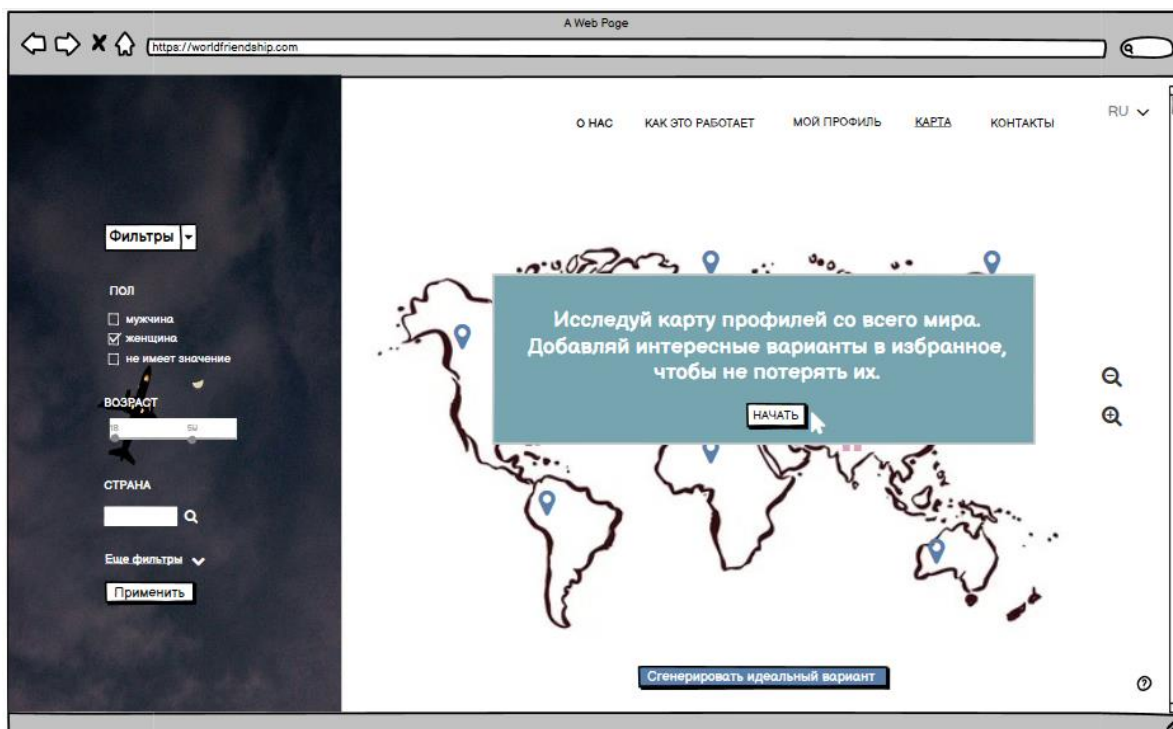 A Web Page
https://worldfriendship.com
О НАС КАК ЭТО РАБОТАЕТ МОЙ ПРОФИЛЬ КАРТА КОНТАКТЫ
RU
Фильтры
ПОЛ
мужчина
женщина
не имеет значение
ВОЗРАСТ
18
СТРАНА
Еще фильтры
Применить
Исследуй карту профилей со всего мира.
Добавляй интересные варианты в избранное,
чтобы не потерять их.
НАЧАТЬ
Сгенерировать идеальный вариант